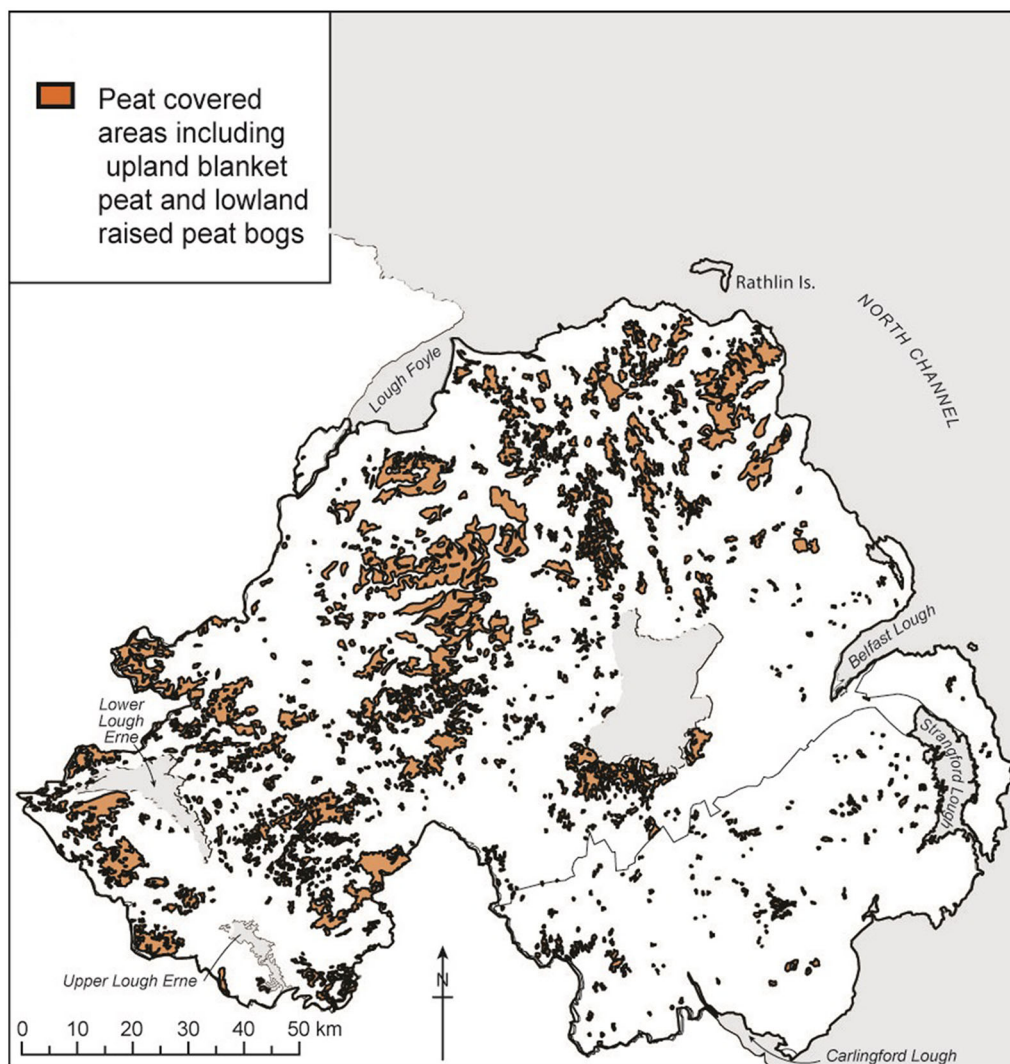 Peat covered
areas including
upland blanket
peat and lowland
raised peat bogs
Rathlin Is.
NORTH CHANNEL
Lough Foyle
Belfast Lough
Lower
Lough
Erne
Strangford Lough
Upper Lough Erne
N
0 10 20 30 40 50 km
Carlingford Lough